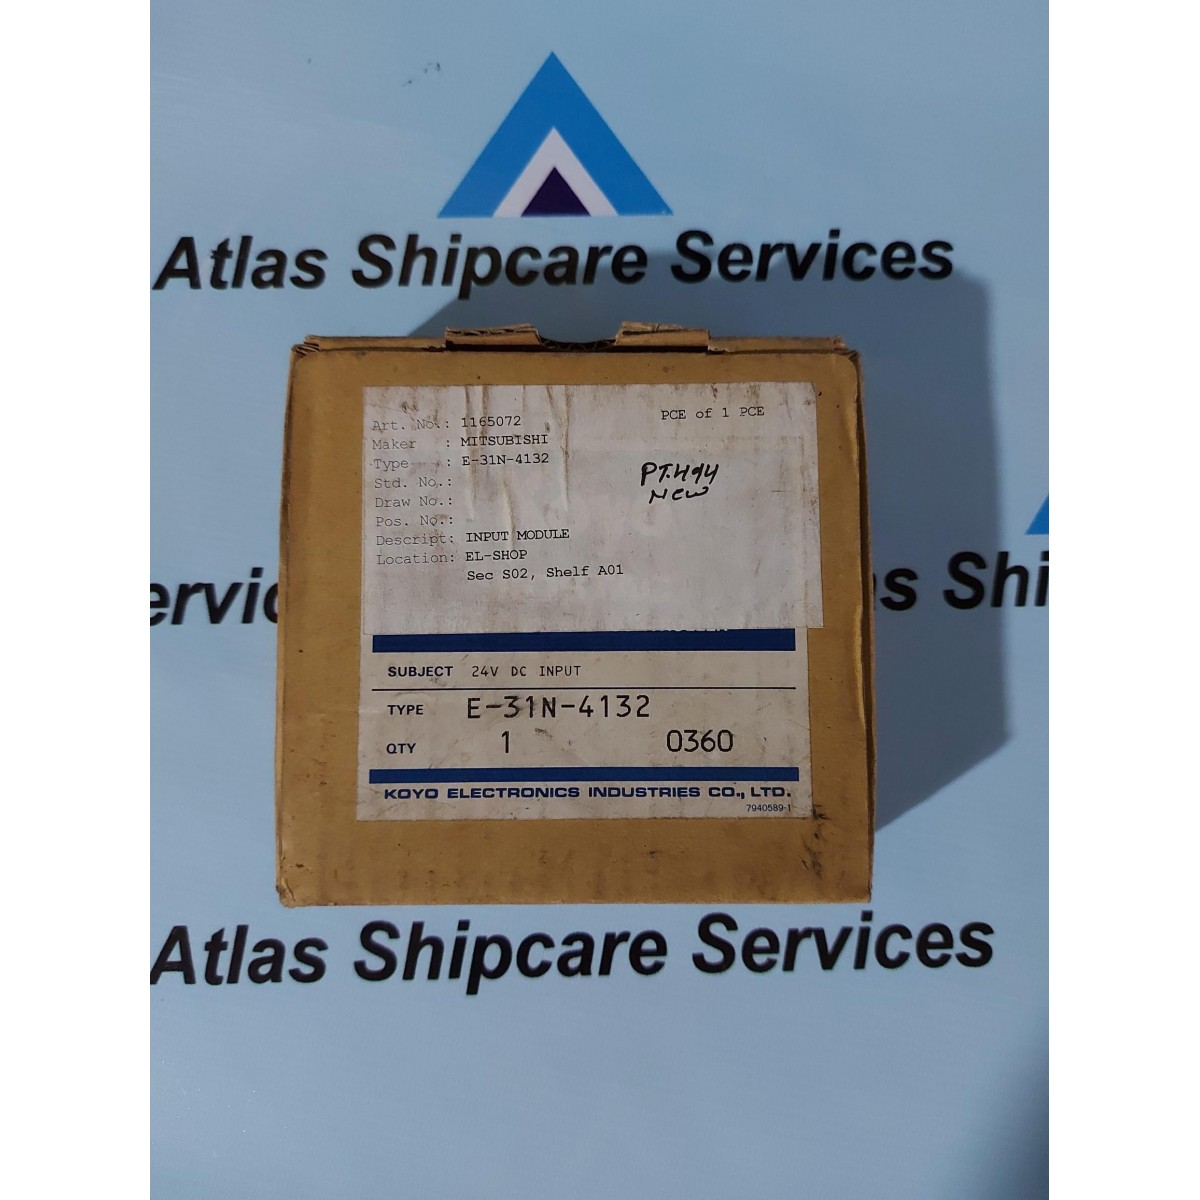 Atlas Shipcare Services
Art. No.: 1165072
PCE of 1 PCE
Maker : MITSUBISHI
Type : E-31N-4132
Std. No.:
Draw No.:
Pos. No.:
Descript: INPUT MODULE
Location: EL-SHOP
Sec S02, Shelf A01
PT.494
NEW
SUBJECT 24V DC INPUT
TYPE E-31N-4132
QTY 1 0360
KOYO ELECTRONICS INDUSTRIES CO., LTD.
7940589-1
ervic
s Shi
Atlas Shipcare Services